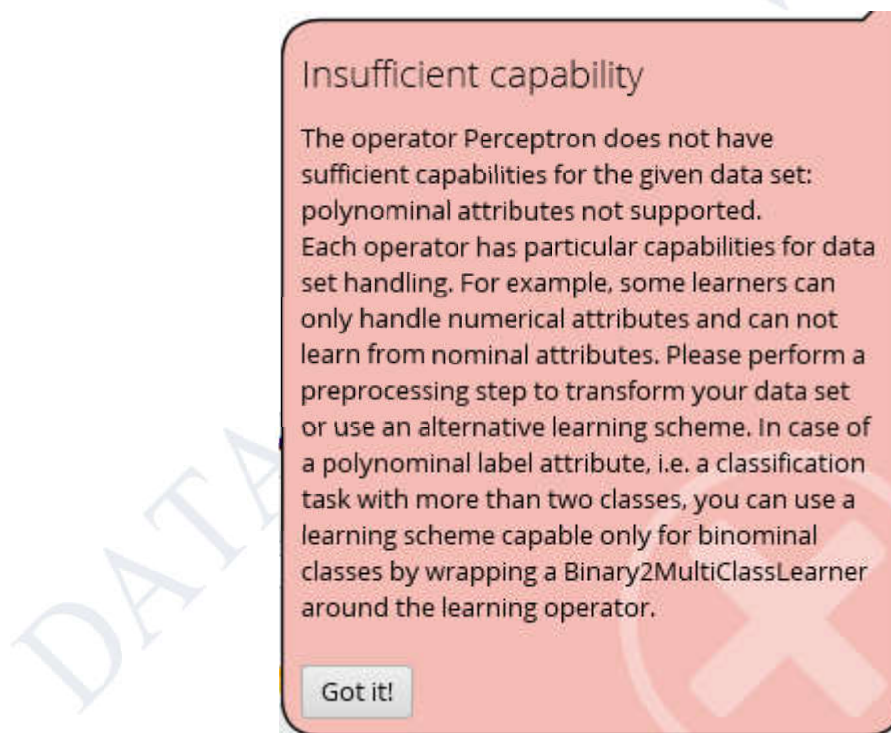 Insufficient capability
The operator Perceptron does not have
sufficient capabilities for the given data set:
polynominal attributes not supported.
Each operator has particular capabilities for data
set handling. For example, some learners can
only handle numerical attributes and can not
learn from nominal attributes. Please perform a
preprocessing step to transform your data set
or use an alternative learning scheme. In case of
a polynominal label attribute, i.e. a classification
task with more than two classes, you can use a
learning scheme capable only for binominal
classes by wrapping a Binary2MultiClassLearner
around the learning operator.
Got it!
DATA